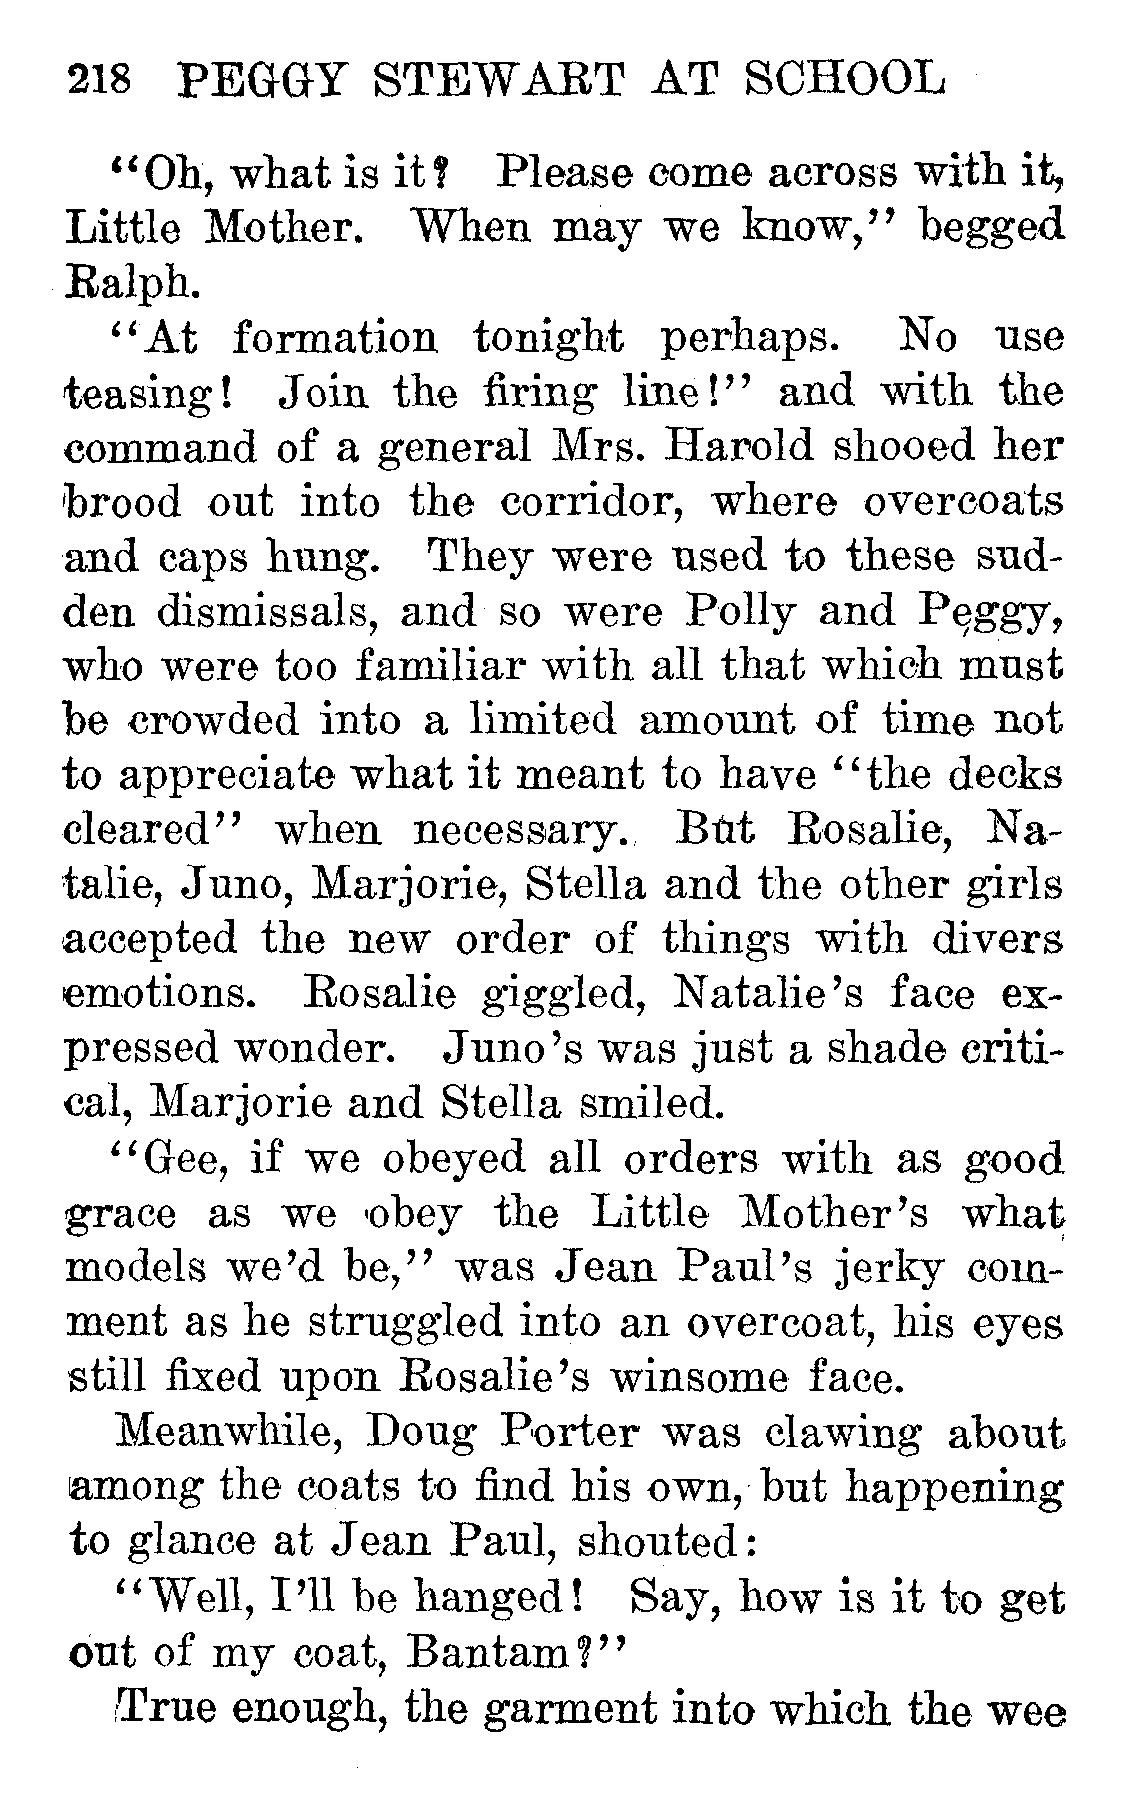 218 PEGGY STEWART AT SCHOOL
"Oh, what is it? Please come across with it,
Little Mother. When may we know," begged
Ralph.
"At formation tonight perhaps. No use
teasing! Join the firing line!" and with the
command of a general Mrs. Harold shooed her
brood out into the corridor, where overcoats
and caps hung. They were used to these sud-
den dismissals, and so were Polly and Peggy,
who were too familiar with all that which must
be crowded into a limited amount of time not
to appreciate what it meant to have "the decks
cleared" when necessary. But Rosalie, Na-
talie, Juno, Marjorie, Stella and the other girls
accepted the new order of things with divers
emotions. Rosalie giggled, Natalie's face ex-
pressed wonder. Juno's was just a shade criti-
cal, Marjorie and Stella smiled.
"Gee, if we obeyed all orders with as good
grace as we obey the Little Mother's what
models we'd be," was Jean Paul's jerky com-
ment as he struggled into an overcoat, his eyes
still fixed upon Rosalie's winsome face.
Meanwhile, Doug Porter was clawing about
among the coats to find his own, but happening
to glance at Jean Paul, shouted:
"Well, I'll be hanged! Say, how is it to get
out of my coat, Bantam?"
True enough, the garment into which the wee